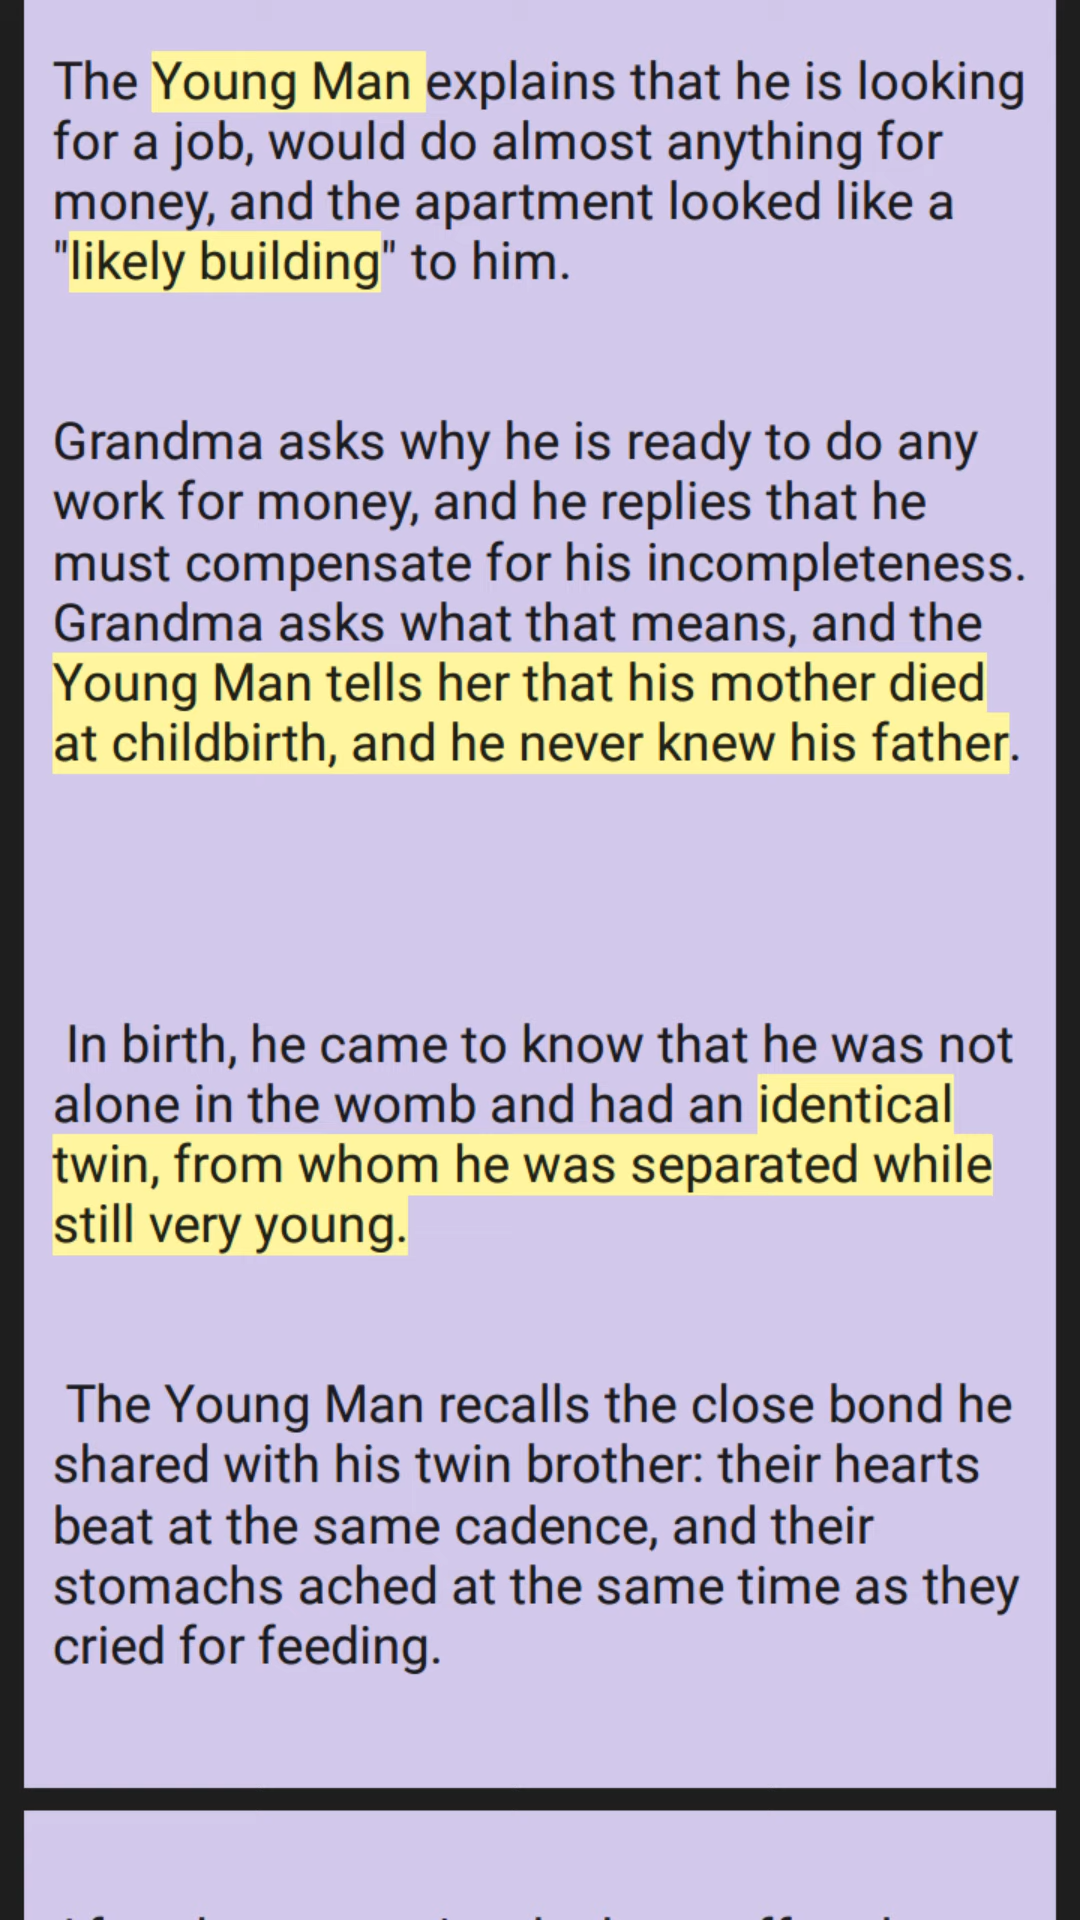 The Young Man explains that he is looking
for a job, would do almost anything for
money, and the apartment looked like a
"likely building" to him.
Grandma asks why he is ready to do any
work for money, and he replies that he
must compensate for his incompleteness.
Grandma asks what that means, and the
Young Man tells her that his mother died
at childbirth, and he never knew his father.
In birth, he came to know that he was not
alone in the womb and had an identical
twin, from whom he was separated while
still very young.
The Young Man recalls the close bond he
shared with his twin brother: their hearts
beat at the same cadence, and their
stomachs ached at the same time as they
cried for feeding.